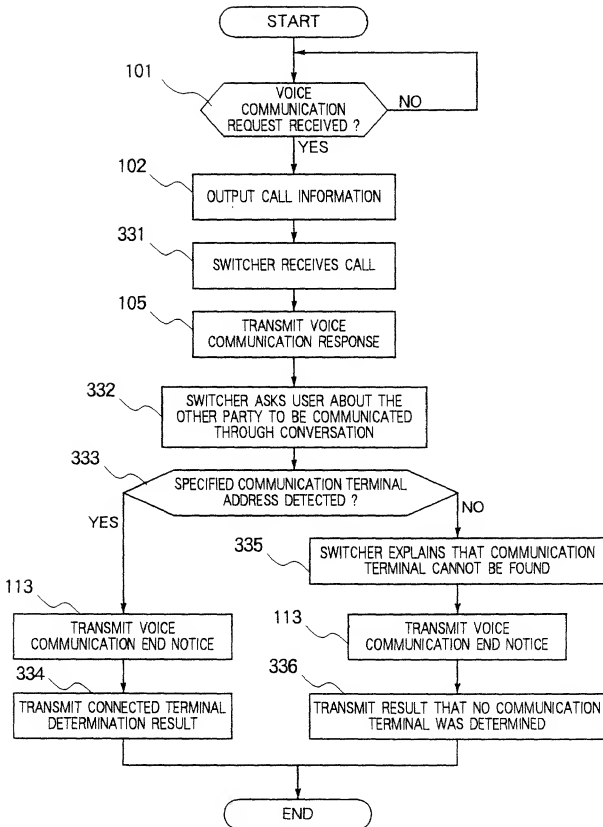 START
101
VOICE
COMMUNICATION
REQUEST RECEIVED ?
NO
YES
102
OUTPUT CALL INFORMATION
331
SWITCHER RECEIVES CALL
105
TRANSMIT VOICE
COMMUNICATION RESPONSE
332
SWITCHER ASKS USER ABOUT THE
OTHER PARTY TO BE COMMUNICATED
THROUGH CONVERSATION
333
SPECIFIED COMMUNICATION TERMINAL
ADDRESS DETECTED ?
YES
NO
335
SWITCHER EXPLAINS THAT COMMUNICATION
TERMINAL CANNOT BE FOUND
113
TRANSMIT VOICE
COMMUNICATION END NOTICE
113
TRANSMIT VOICE
COMMUNICATION END NOTICE
334
TRANSMIT CONNECTED TERMINAL
DETERMINATION RESULT
336
TRANSMIT RESULT THAT NO COMMUNICATION
TERMINAL WAS DETERMINED
END